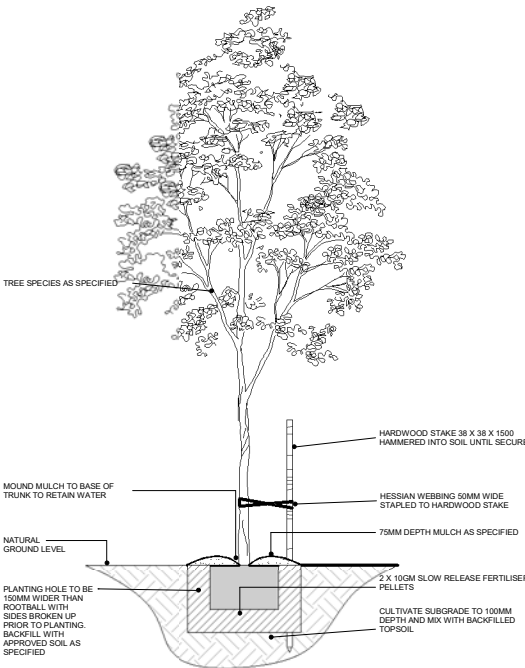 TREE SPECIES AS SPECIFIED
HARDWOOD STAKE 38 X 38 X 1500
HAMMERED INTO SOIL UNTIL SECURE
MOUND MULCH TO BASE OF
TRUNK TO RETAIN WATER
HESSIAN WEBBING 50MM WIDE
STAPLED TO HARDWOOD STAKE
75MM DEPTH MULCH AS SPECIFIED
NATURAL
GROUND LEVEL
2 X 10GM SLOW RELEASE FERTILISER
PELLETS
PLANTING HOLE TO BE
150MM WIDER THAN
ROOTBALL WITH
SIDES BROKEN UP
PRIOR TO PLANTING.
BACKFILL WITH
APPROVED SOIL AS
SPECIFIED
CULTIVATE SUBGRADE TO 100MM
DEPTH AND MIX WITH BACKFILLED
TOPSOIL